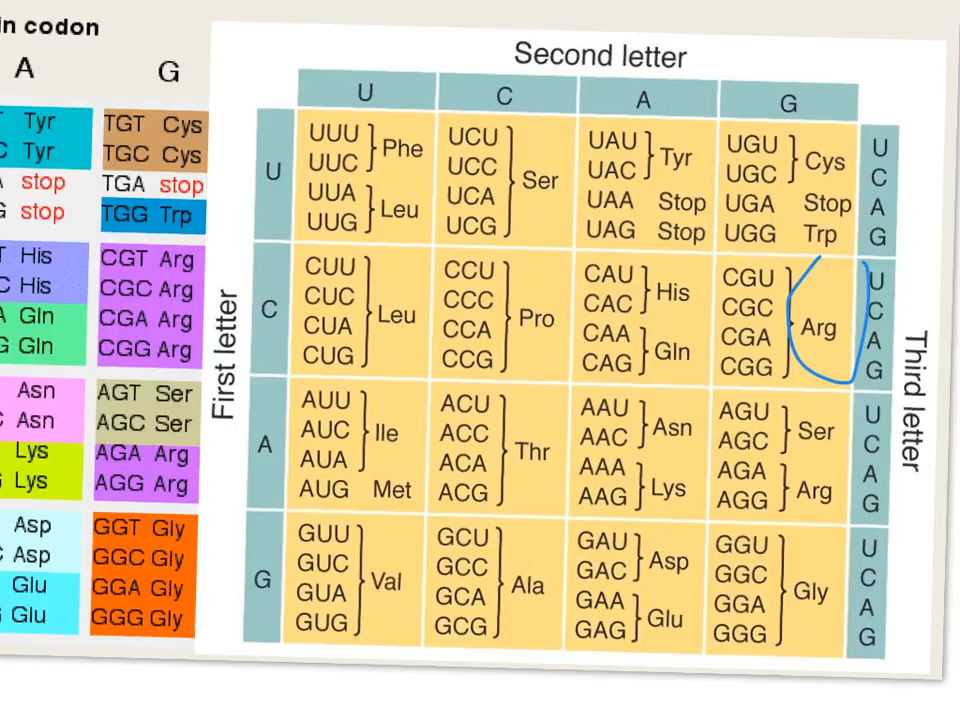 in codon
A G
Tyr TGT Cys
C Tyr TGC Cys
stop TGA stop
stop TGG Trp
His CGT Arg
C His CGC Arg
Gln CGA Arg
Gln CGG Arg
Asn AGT Ser
Asn AGC Ser
Lys AGA Arg
Lys AGG Arg
Asp GGT Gly
Asp GGC Gly
Glu GGA Gly
Glu GGG Gly
Second letter
U C A G
First letter
U
UUU
UUC
Phe
UUA
UUG
Leu
UCU
UCC
UCA
UCG
Ser
UAU
UAC
Tyr
UAA Stop
UAG Stop
UGU
UGC
Cys
UGA Stop
UGG Trp
U
C
A
G
C
CUU
CUC
CUA
CUG
Leu
CCU
CCC
CCA
CCG
Pro
CAU
CAC
His
CAA
CAG
Gln
CGU
CGC
CGA
CGG
Arg
U
C
A
G
A
AUU
AUC
AUA
Ile
AUG Met
ACU
ACC
ACA
ACG
Thr
AAU
AAC
Asn
AAA
AAG
Lys
AGU
AGC
Ser
AGA
AGG
Arg
U
C
A
G
G
GUU
GUC
GUA
GUG
Val
GCU
GCC
GCA
GCG
Ala
GAU
GAC
Asp
GAA
GAG
Glu
GGU
GGC
GGA
GGG
Gly
U
C
A
G
Third letter